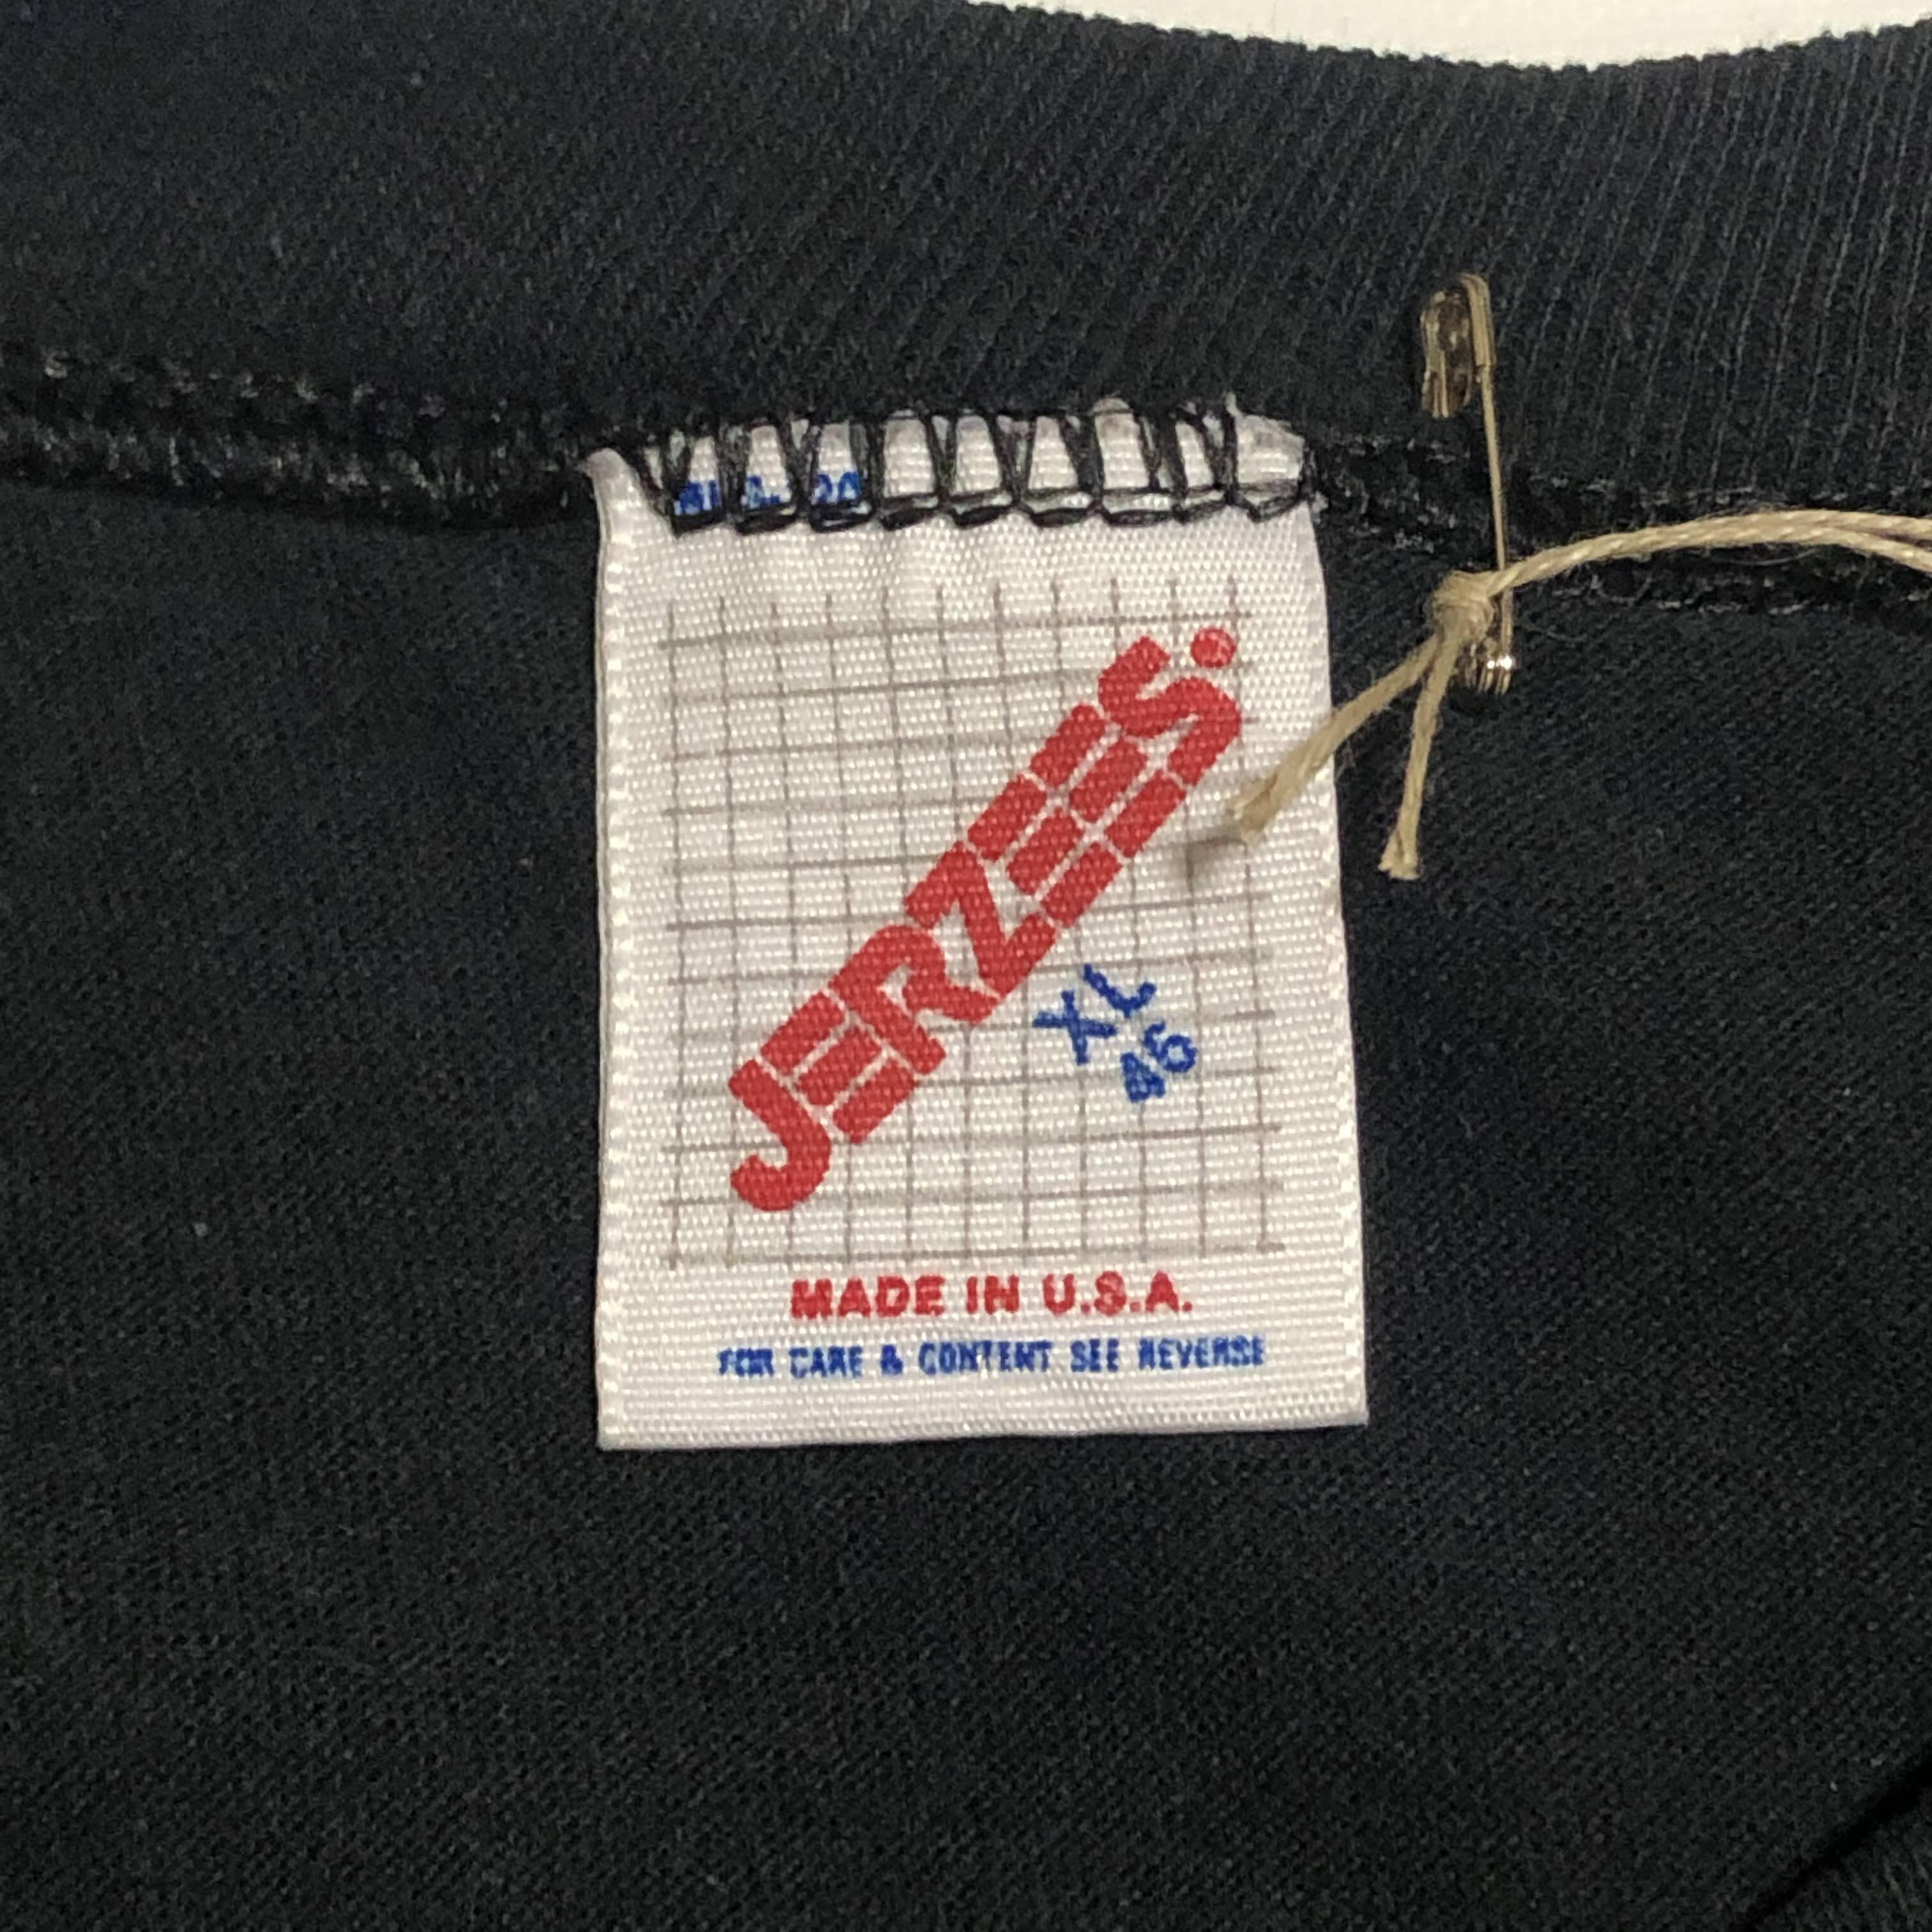 JERZEES.
XL
46
MADE IN U.S.A.
FOR CARE & CONTENT SEE REVERSE